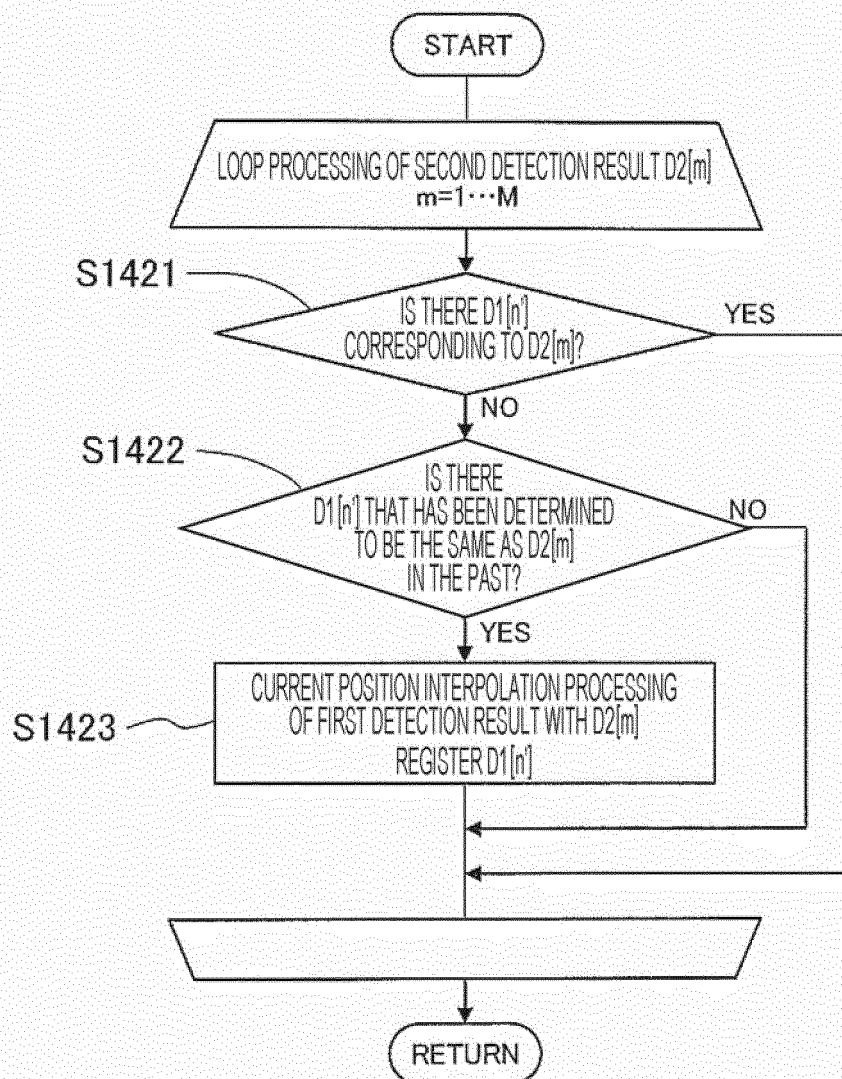 START
LOOP PROCESSING OF SECOND DETECTION RESULT D2[m]
m=1···M
S1421
IS THERE D1[n']
CORRESPONDING TO D2[m]?
YES
NO
S1422
IS THERE
D1[n'] THAT HAS BEEN DETERMINED
TO BE THE SAME AS D2[m]
IN THE PAST?
NO
YES
S1423
CURRENT POSITION INTERPOLATION PROCESSING
OF FIRST DETECTION RESULT WITH D2[m]
REGISTER D1[n']
RETURN